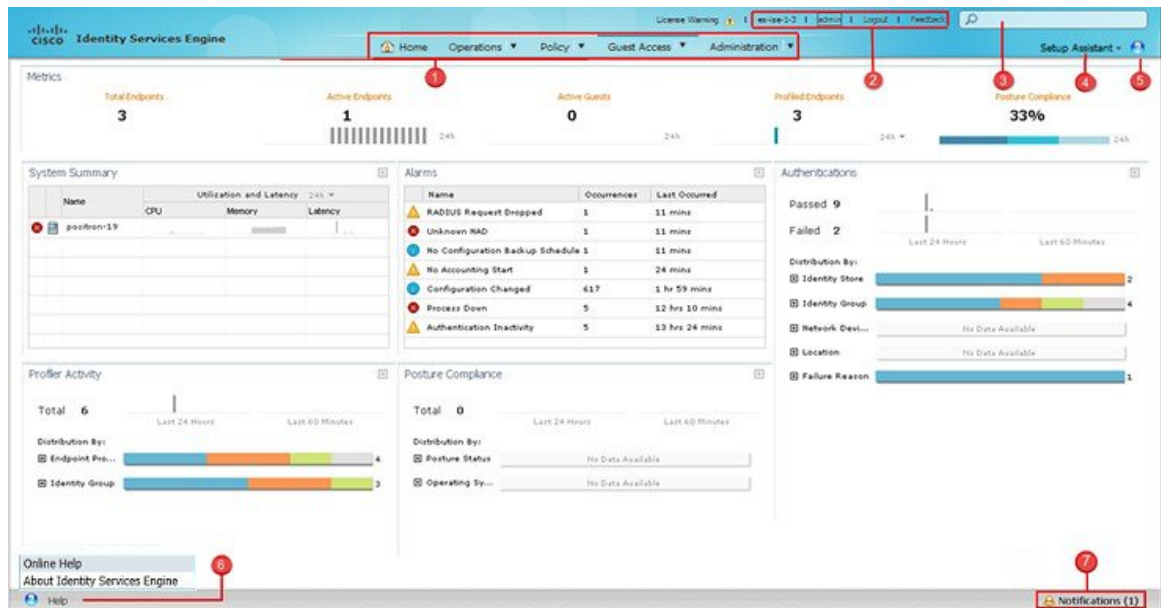 License Warning | ex-ise-1-3 | admin | Logout | Feedback
CISCO Identity Services Engine
Home Operations Policy Guest Access Administration
Setup Assistant
1
2
3
4
5
Metrics
Total Endpoints
3
Active Endpoints
1
24h
Active Guests
0
24h
Profiled Endpoints
3
24h
Posture Compliance
33%
24h
System Summary
Name Utilization and Latency 24h
CPU Memory Latency
positron-19
Alarms
Name Occurrences Last Occurred
RADIUS Request Dropped 1 11 mins
Unknown NAD 1 11 mins
No Configuration Backup Schedule 1 11 mins
No Accounting Start 1 24 mins
Configuration Changed 617 1 hr 59 mins
Process Down 5 12 hrs 10 mins
Authentication Inactivity 5 13 hrs 24 mins
Authentications
Passed 9
Failed 2
Last 24 Hours Last 60 Minutes
Distribution By:
Identity Store 2
Identity Group 4
Network Devi... No Data Available
Location No Data Available
Failure Reason 1
Profiler Activity
Total 6
Last 24 Hours Last 60 Minutes
Distribution By:
Endpoint Pro... 4
Identity Group 3
Posture Compliance
Total 0
Last 24 Hours Last 60 Minutes
Distribution By:
Posture Status No Data Available
Operating Sy... No Data Available
Online Help
About Identity Services Engine
6
7
Help
Notifications (1)